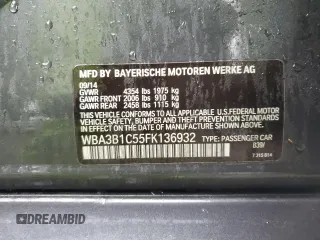 MFD BY BAYERISCHE MOTOREN WERKE AG
09/14
GVWR 4354 lbs 1975 kg
GAWR FRONT 2006 lbs 910 kg
GAWR REAR 2458 lbs 1115 kg
THIS VEHICLE CONFORMS TO ALL APPLICABLE U.S. FEDERAL MOTOR
VEHICLE SAFETY, BUMPER AND THEFT PREVENTION STANDARDS
IN EFFECT ON THE DATE OF MANUFACTURE SHOWN ABOVE.
WBA3B1C55FK136932 TYPE: PASSENGER CAR
DREAMBID